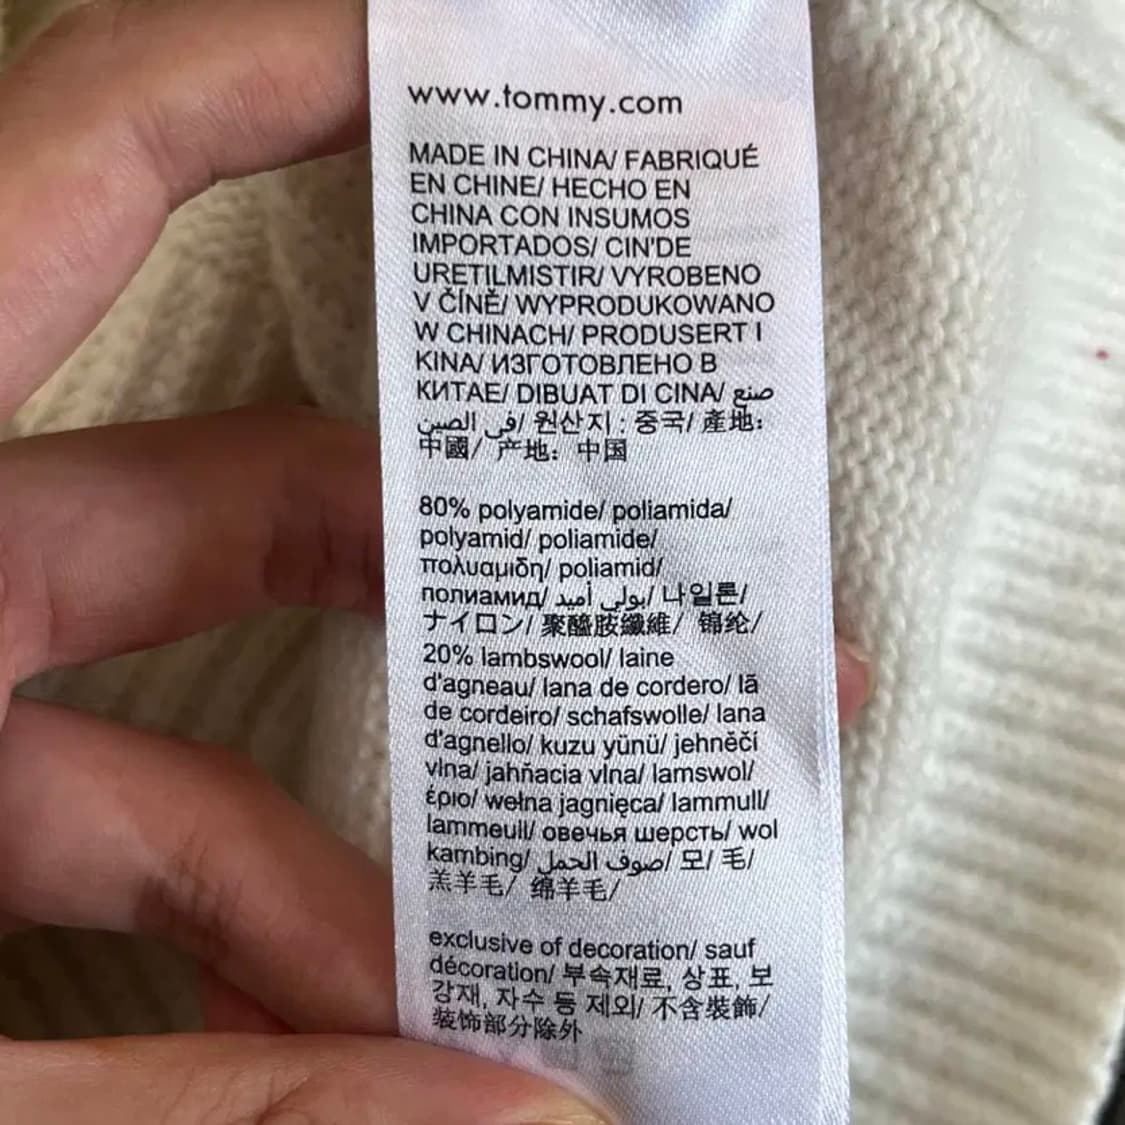 www.tommy.com
MADE IN CHINA/ FABRIQUÉ
EN CHINE/ HECHO EN
CHINA CON INSUMOS
IMPORTADOS/ CIN'DE
URETILMISTIR/ VYROBENO
V ČÍNĚ/ WYPRODUKOWANO
W CHINACH/ PRODUSERT I
KINA/ ИЗГОТОВЛЕНО В
КИТАЕ/ DIBUAT DI CINA/ صنع
في الصين/ 원산지 : 중국/ 產地:
中國/ 产地: 中国
80% polyamide/ poliamida/
polyamid/ poliamide/
πολυαμιδη/ poliamid/
полиамид/ بولي أميد/ 나일론/
ナイロン/ 聚醯胺纖維/ 锦纶/
20% lambswool/ laine
d'agneau/ lana de cordero/ lã
de cordeiro/ schafswolle/ lana
d'agnello/ kuzu yünü/ jehněčí
vlna/ jahňacia vlna/ lamswol/
έριο/ wełna jagnięca/ lammull/
lammeull/ овечья шерсть/ wol
kambing/ صوف الحمل/ 모/ 毛/
羔羊毛/ 绵羊毛/
exclusive of decoration/ sauf
décoration/ 부속재료, 상표, 보
강재, 자수 등 제외/ 不含裝飾/
装饰部分除外